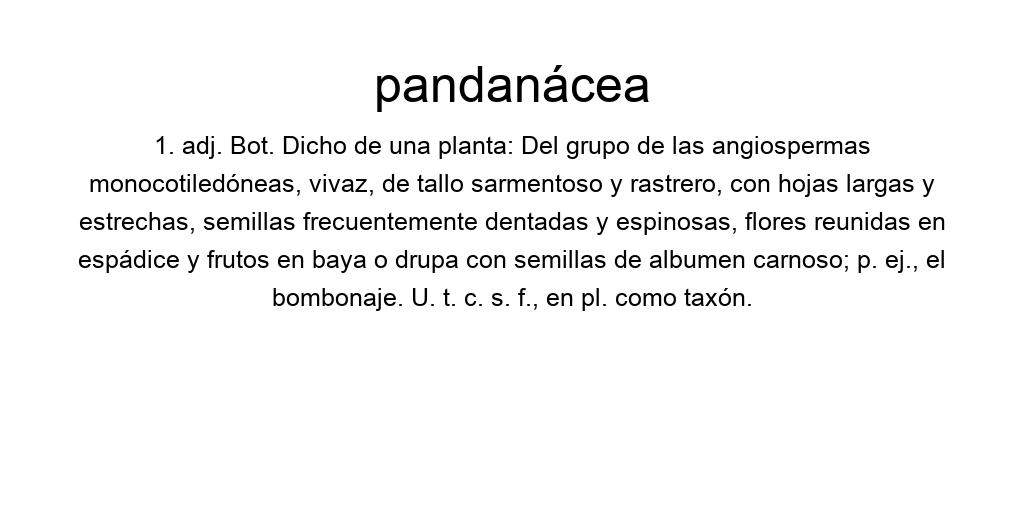 pandanácea
1. adj. Bot. Dicho de una planta: Del grupo de las angiospermas
monocotiledóneas, vivaz, de tallo sarmentoso y rastrero, con hojas largas y
estrechas, semillas frecuentemente dentadas y espinosas, flores reunidas en
espádice y frutos en baya o drupa con semillas de albumen carnoso; p. ej., el
bombonaje. U. t. c. s. f., en pl. como taxón.